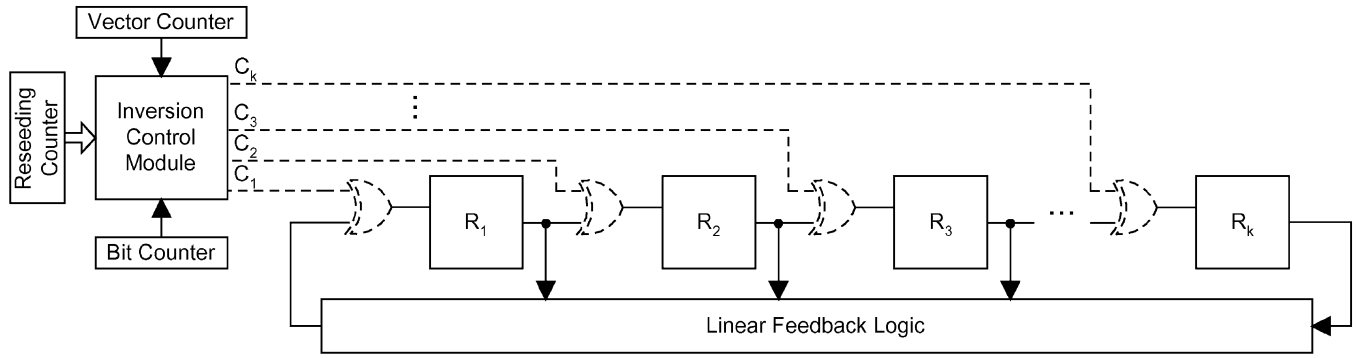 Vector Counter
Reseeding
Counter
Inversion
Control
Module
Bit Counter
C_k
⋮
C_3
C_2
C_1
R_1
R_2
R_3
...
R_k
Linear Feedback Logic